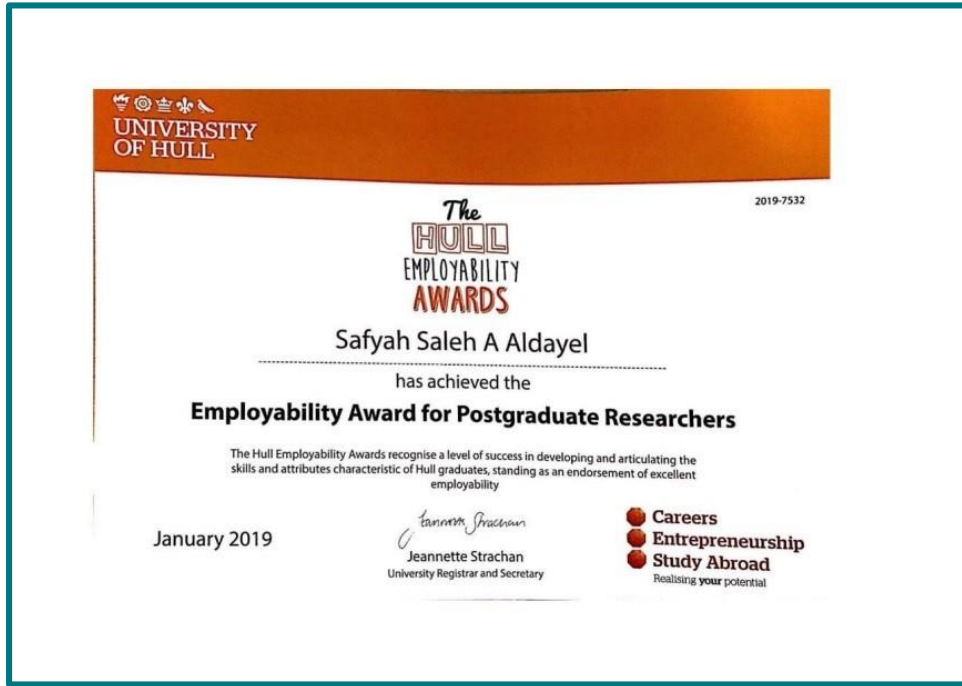 UNIVERSITY
OF HULL
2019-7532
The
HULL
EMPLOYABILITY
AWARDS
Safyah Saleh A Aldayel
has achieved the
Employability Award for Postgraduate Researchers
The Hull Employability Awards recognise a level of success in developing and articulating the
skills and attributes characteristic of Hull graduates, standing as an endorsement of excellent
employability
January 2019
Jeannette Strachan
Jeannette Strachan
University Registrar and Secretary
Careers
Entrepreneurship
Study Abroad
Realising your potential